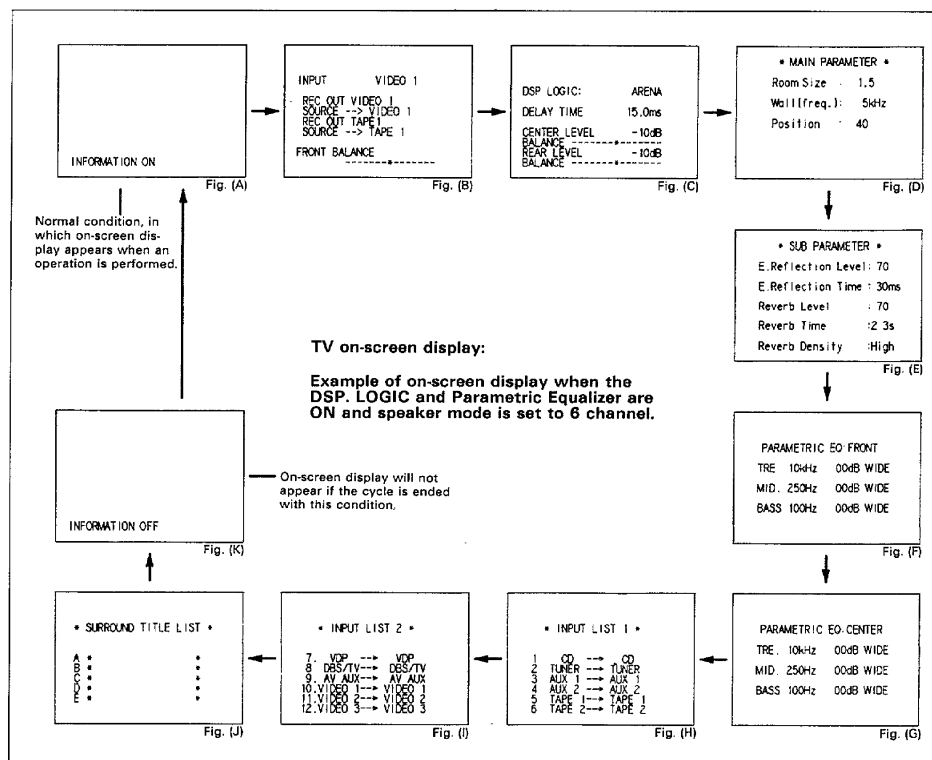 INFORMATION ON
Fig. (A)
Normal condition, in
which on-screen dis-
play appears when an
operation is performed.
INPUT VIDEO 1
REC OUT VIDEO 1
SOURCE --> VIDEO 1
REC OUT TAPE1
SOURCE --> TAPE 1
FRONT BALANCE
-------*-------
Fig. (B)
DSP LOGIC: ARENA
DELAY TIME 15.0ms
CENTER LEVEL -10dB
BALANCE -------*-------
REAR LEVEL -10dB
BALANCE -------*-------
Fig. (C)
* MAIN PARAMETER *
Room Size : 1.5
Wall(freq.): 5kHz
Position : 40
Fig. (D)
* SUB PARAMETER *
E.Reflection Level: 70
E.Reflection Time : 30ms
Reverb Level : 70
Reverb Time :2 3s
Reverb Density :High
Fig. (E)
TV on-screen display:
Example of on-screen display when the
DSP. LOGIC and Parametric Equalizer are
ON and speaker mode is set to 6 channel.
PARAMETRIC EQ-FRONT
TRE 10kHz 00dB WIDE
MID. 250Hz 00dB WIDE
BASS 100Hz 00dB WIDE
Fig. (F)
PARAMETRIC EQ-CENTER
TRE. 10kHz 00dB WIDE
MID. 250Hz 00dB WIDE
BASS 100Hz 00dB WIDE
Fig. (G)
* INPUT LIST 1 *
1 CD --> CD
2 TUNER--> TUNER
3 AUX 1 --> AUX 1
4 AUX 2 --> AUX 2
5 TAPE 1--> TAPE 1
6 TAPE 2--> TAPE 2
Fig. (H)
* INPUT LIST 2 *
7. VDP --> VDP
8 DBS/TV--> DBS/TV
9. AV AUX--> AV AUX
10.VIDEO 1--> VIDEO 1
11.VIDEO 2--> VIDEO 2
12.VIDEO 3--> VIDEO 3
Fig. (I)
* SURROUND TITLE LIST *
A * *
B * *
C * *
D * *
E * *
Fig. (J)
INFORMATION OFF
Fig. (K)
On-screen display will not
appear if the cycle is ended
with this condition.